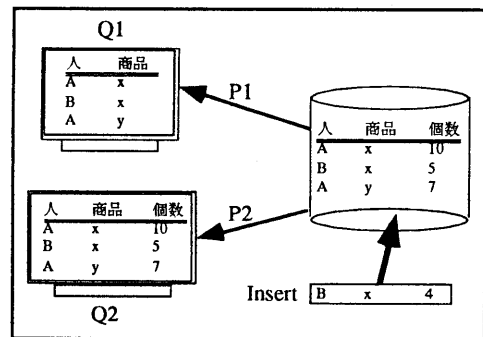 Q1
人 商品
A x
B x
A y
P1
人 商品 個数
A x 10
B x 5
A y 7
P2
人 商品 個数
A x 10
B x 5
A y 7
Insert B x 4
Q2